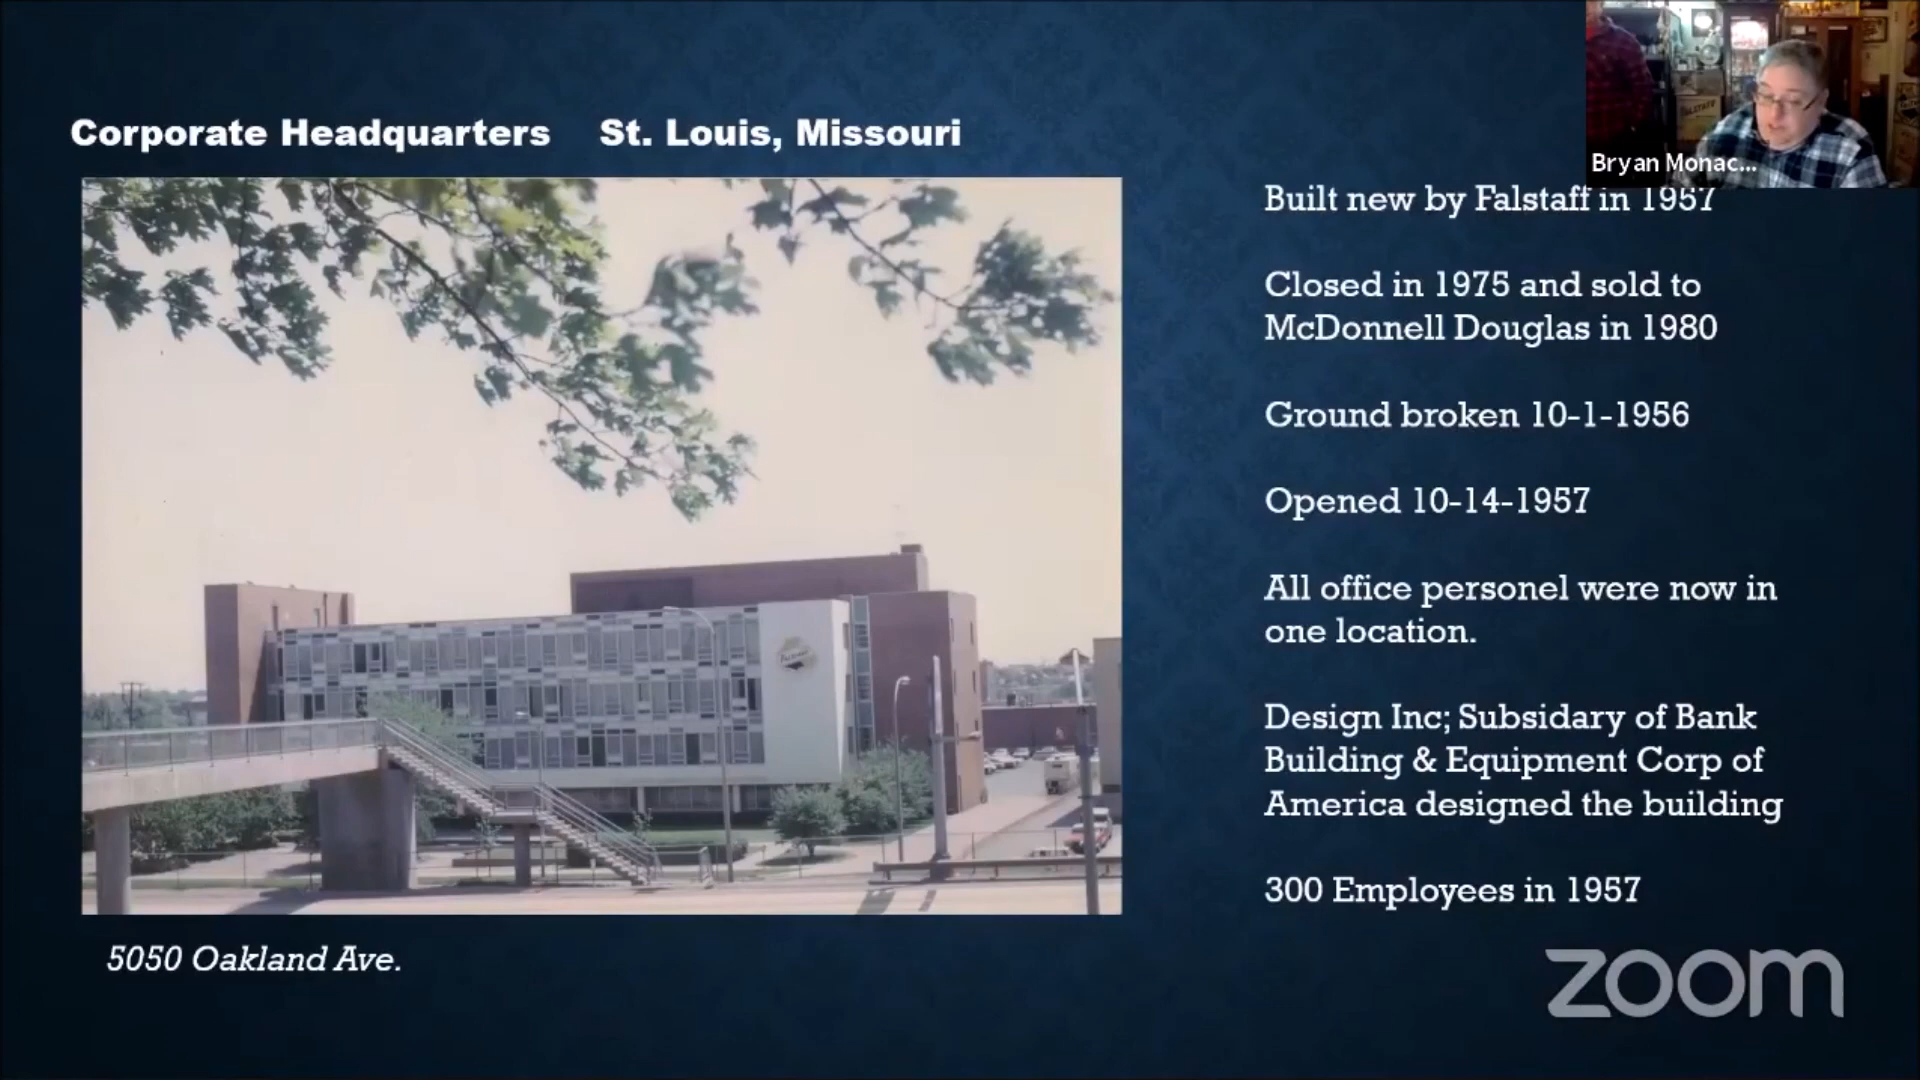 Corporate Headquarters St. Louis, Missouri
Bryan Monac...
Built new by Falstaff in 1957
Closed in 1975 and sold to
McDonnell Douglas in 1980
Ground broken 10-1-1956
Opened 10-14-1957
All office personel were now in
one location.
Design Inc; Subsidary of Bank
Building & Equipment Corp of
America designed the building
300 Employees in 1957
5050 Oakland Ave.
zoom